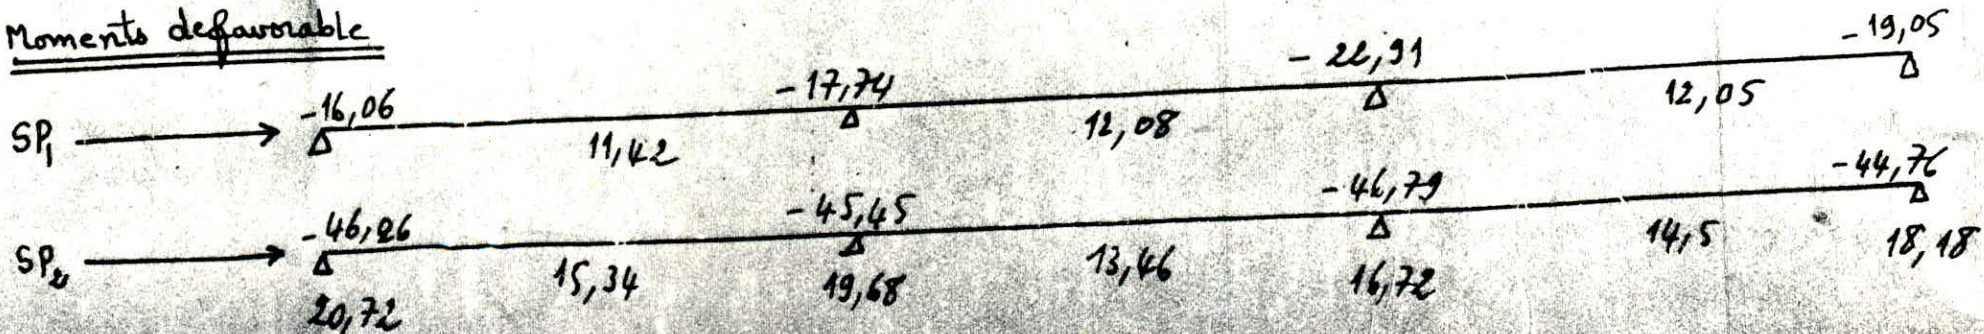 Moments defavorable
-16,06 -17,74 - 22,91 -19,05
SP1 → 11,42 12,08 12,05
-46,26 -45,45 -46,79 -44,76
SP2 → 15,34 13,46 14,5
20,72 19,68 16,72 18,18